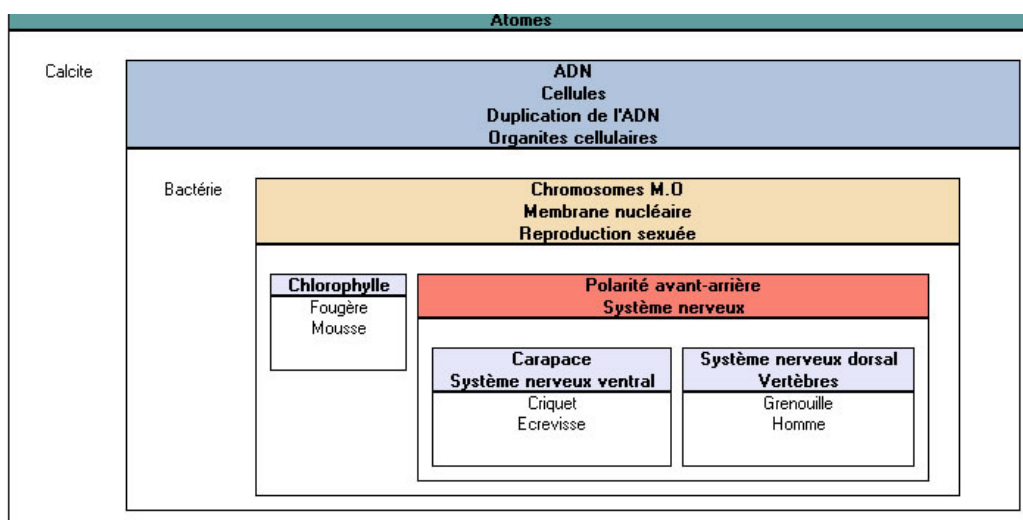 Atomes
Calcite
ADN
Cellules
Duplication de l'ADN
Organites cellulaires
Bactérie
Chromosomes M.O
Membrane nucléaire
Reproduction sexuée
Chlorophylle
Fougère
Mousse
Polarité avant-arrière
Système nerveux
Carapace
Système nerveux ventral
Criquet
Ecrevisse
Système nerveux dorsal
Vertèbres
Grenouille
Homme